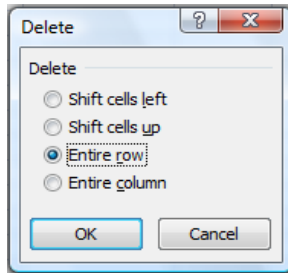 Delete
Delete
Shift cells left
Shift cells up
Entire row
Entire column
OK Cancel